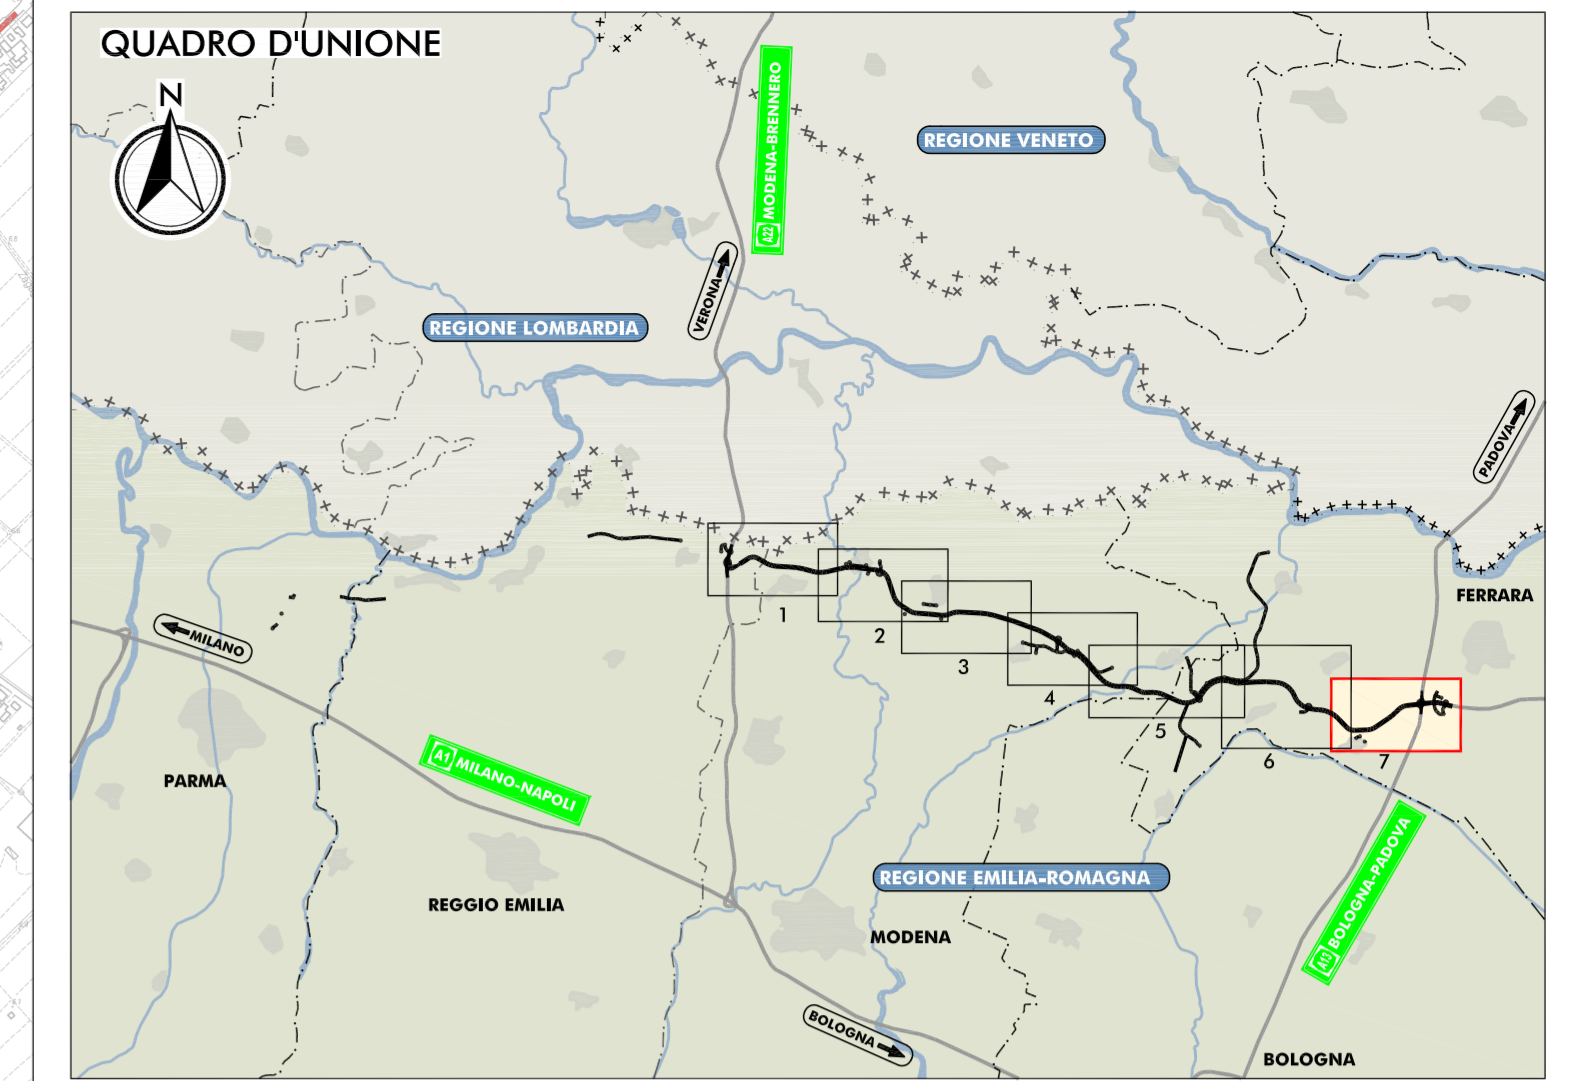 QUADRO D'UNIONE
N
A22 MODENA-BRENNERO
REGIONE VENETO
VERONA
REGIONE LOMBARDIA
PADOVA
FERRARA
MILANO
1
2
3
4
5
6
7
A1 MILANO-NAPOLI
PARMA
REGGIO EMILIA
REGIONE EMILIA-ROMAGNA
MODENA
A13 BOLOGNA-PADOVA
BOLOGNA
BOLOGNA